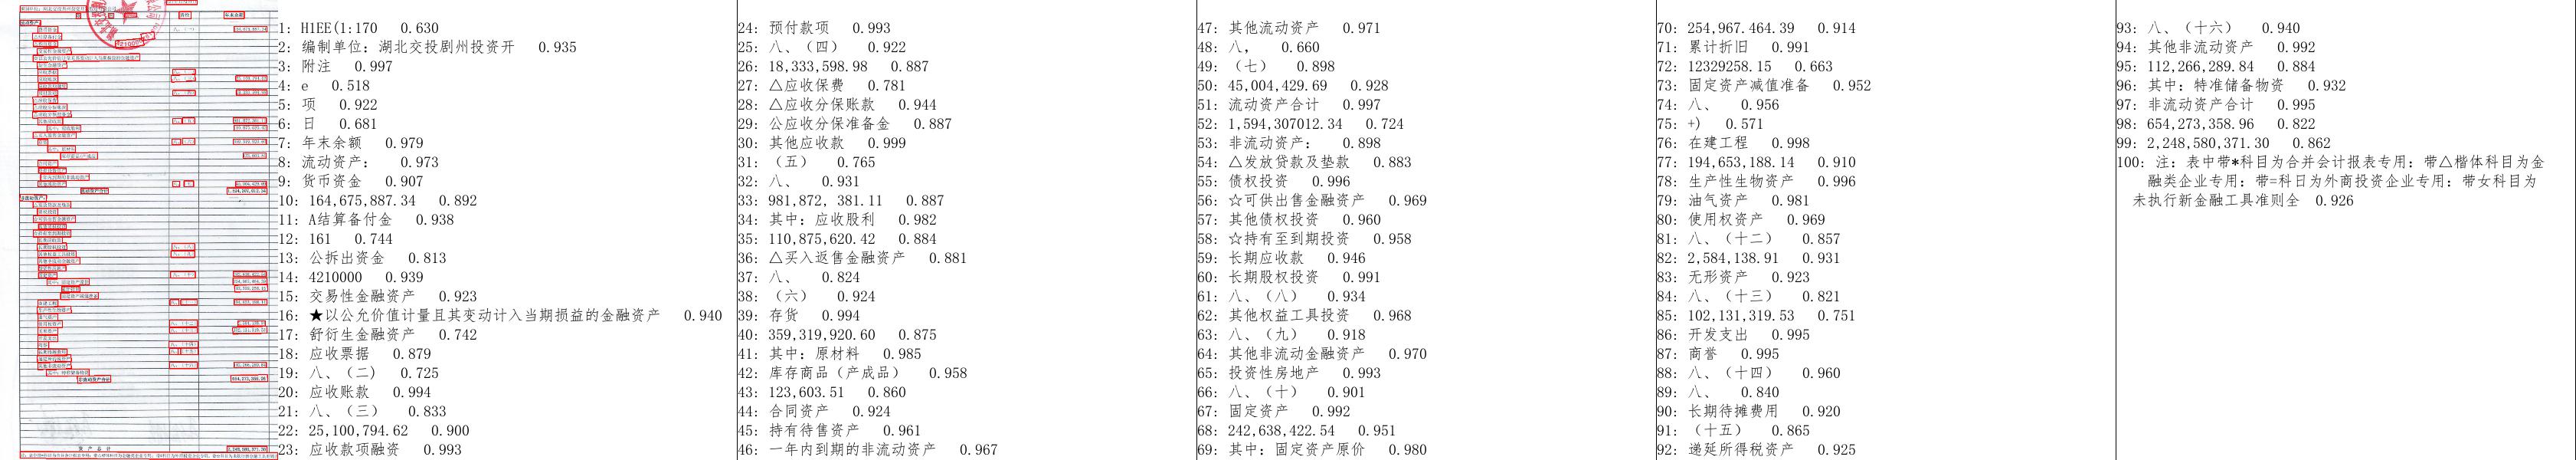 1: HIEE(1:170 0.630
2: 编制单位: 湖北交投剧州投资开 0.935
3: 附注 0.997
4: e 0.518
5: 项 0.922
6: 日 0.681
7: 年末余额 0.979
8: 流动资产: 0.973
9: 货币资金 0.907
10: 164,675,887.34 0.892
11: A结算备付金 0.938
12: 161 0.744
13: 公拆出资金 0.813
14: 4210000 0.939
15: 交易性金融资产 0.923
16: ★以公允价值计量且其变动计入当期损益的金融资产 0.940
17: 舒衍生金融资产 0.742
18: 应收票据 0.879
19: 八、（二) 0.725
20: 应收账款 0.994
21: 八、（三） 0.833
22: 25,100,794.62 0.900
23: 应收款项融资 0.993
24: 预付款项 0.993
25: 八、（四） 0.922
26: 18,333,598.98 0.887
27: △应收保费 0.781
28: △应收分保账款 0.944
29: 公应收分保准备金 0.887
30: 其他应收款 0.999
31: （五） 0.765
32: 八、 0.931
33: 981,872, 381.11 0.887
34: 其中: 应收股利 0.982
35: 110,875,620.42 0.884
36: △买入返售金融资产 0.881
37: 八、 0.824
38: （六） 0.924
39: 存货 0.994
40: 359,319,920.60 0.875
41: 其中: 原材料 0.985
42: 库存商品（产成品） 0.958
43: 123,603.51 0.860
44: 合同资产 0.924
45: 持有待售资产 0.961
46: 一年内到期的非流动资产 0.967
47: 其他流动资产 0.971
48: 八, 0.660
49: （七） 0.898
50: 45,004,429.69 0.928
51: 流动资产合计 0.997
52: 1,594,307012.34 0.724
53: 非流动资产: 0.898
54: △发放贷款及垫款 0.883
55: 债权投资 0.996
56: ☆可供出售金融资产 0.969
57: 其他债权投资 0.960
58: ☆持有至到期投资 0.958
59: 长期应收款 0.946
60: 长期股权投资 0.991
61: 八、（八） 0.934
62: 其他权益工具投资 0.968
63: 八、（九） 0.918
64: 其他非流动金融资产 0.970
65: 投资性房地产 0.993
66: 八、（十） 0.901
67: 固定资产 0.992
68: 242,638,422.54 0.951
69: 其中: 固定资产原价 0.980
70: 254,967.464.39 0.914
71: 累计折旧 0.991
72: 12329258.15 0.663
73: 固定资产减值准备 0.952
74: 八、 0.956
75: +) 0.571
76: 在建工程 0.998
77: 194,653,188.14 0.910
78: 生产性生物资产 0.996
79: 油气资产 0.981
80: 使用权资产 0.969
81: 八、（十二） 0.857
82: 2,584,138.91 0.931
83: 无形资产 0.923
84: 八、（十三） 0.821
85: 102,131,319.53 0.751
86: 开发支出 0.995
87: 商誉 0.995
88: 八、（十四） 0.960
89: 八、 0.840
90: 长期待摊费用 0.920
91: （十五） 0.865
92: 递延所得税资产 0.925
93: 八、（十六） 0.940
94: 其他非流动资产 0.992
95: 112,266,289.84 0.884
96: 其中: 特准储备物资 0.932
97: 非流动资产合计 0.995
98: 654,273,358.96 0.822
99: 2,248,580,371.30 0.862
100: 注: 表中带*科目为合并会计报表专用: 带△楷体科目为金
融类企业专用: 带=科日为外商投资企业专用: 带女科目为
未执行新金融工具准则全 0.926